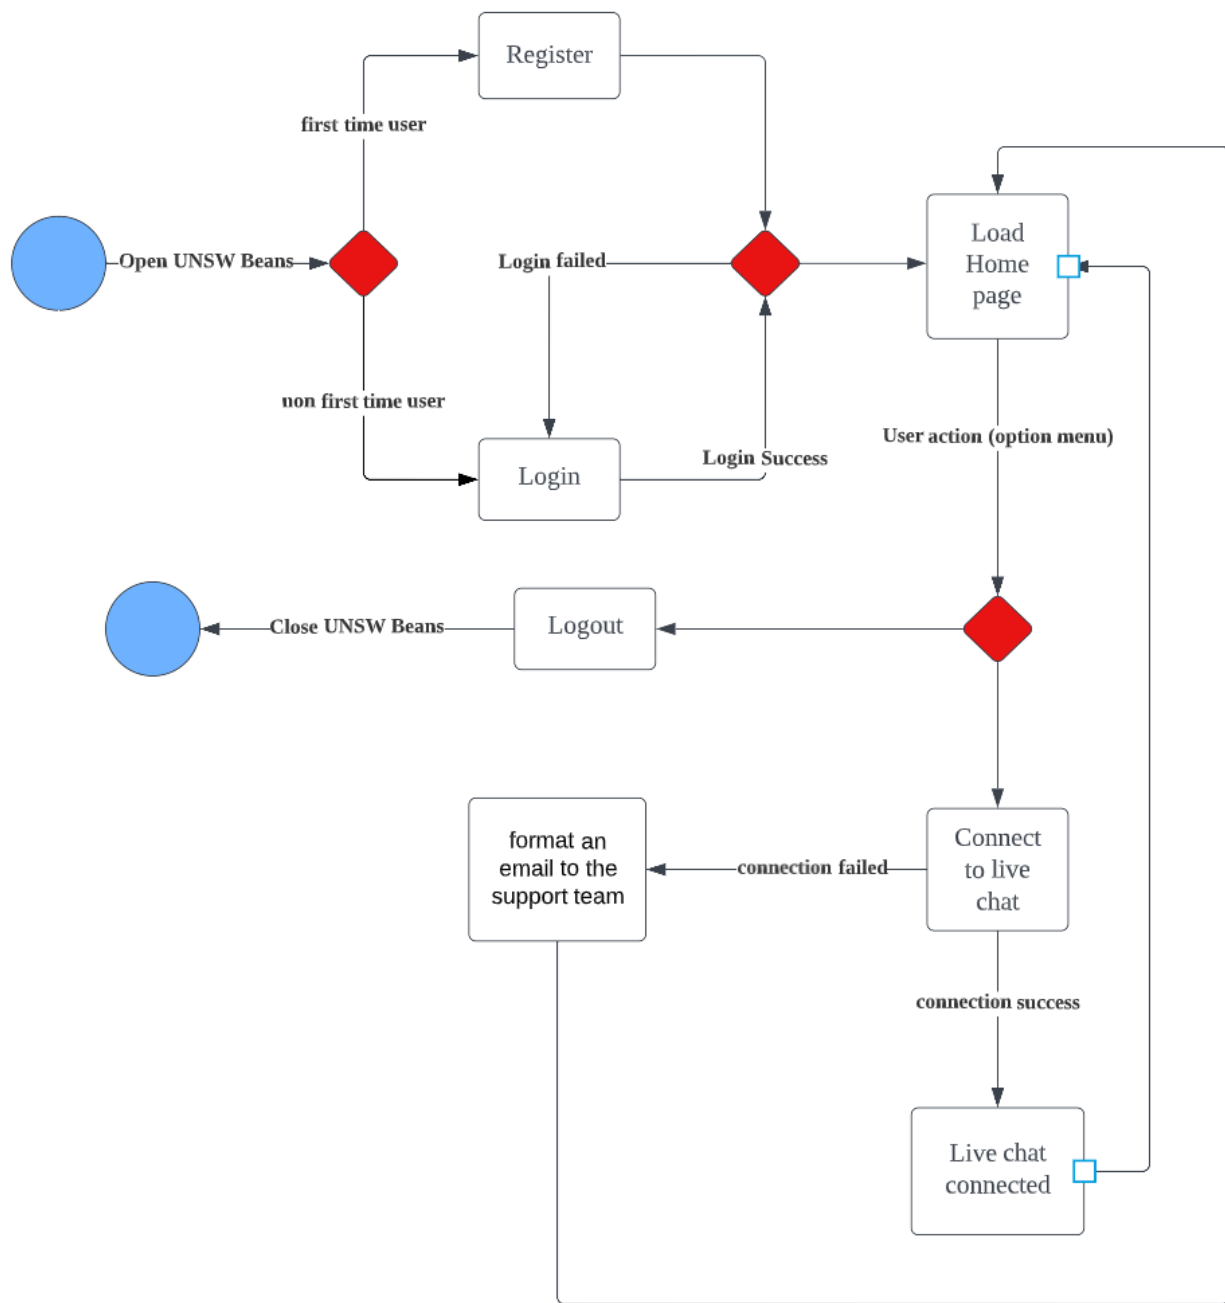 Register
first time user
Load
Home
page
Open UNSW Beans
Login failed
non first time user
User action (option menu)
Login
Login Success
Close UNSW Beans
Logout
format an
email to the
support team
connection failed
Connect
to live
chat
connection success
Live chat
connected